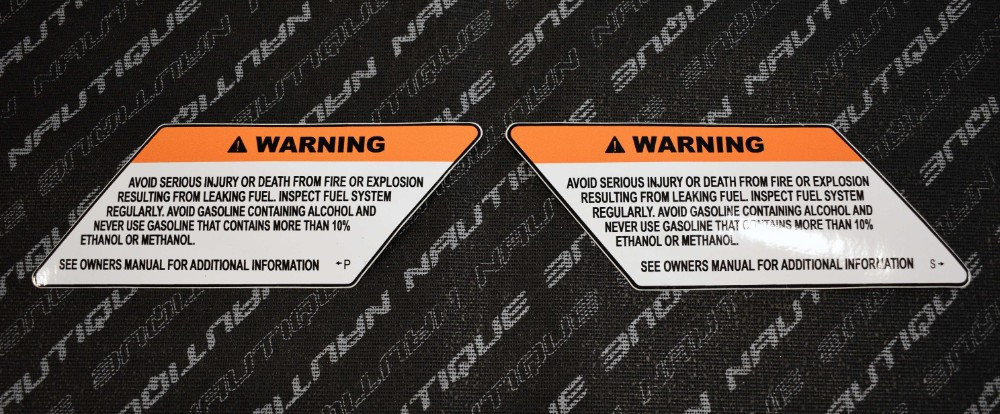 ⚠ WARNING
AVOID SERIOUS INJURY OR DEATH FROM FIRE OR EXPLOSION
RESULTING FROM LEAKING FUEL. INSPECT FUEL SYSTEM
REGULARLY. AVOID GASOLINE CONTAINING ALCOHOL AND
NEVER USE GASOLINE THAT CONTAINS MORE THAN 10%
ETHANOL OR METHANOL.
SEE OWNERS MANUAL FOR ADDITIONAL INFORMATION ←P
⚠ WARNING
AVOID SERIOUS INJURY OR DEATH FROM FIRE OR EXPLOSION
RESULTING FROM LEAKING FUEL. INSPECT FUEL SYSTEM
REGULARLY. AVOID GASOLINE CONTAINING ALCOHOL AND
NEVER USE GASOLINE THAT CONTAINS MORE THAN 10%
ETHANOL OR METHANOL.
SEE OWNERS MANUAL FOR ADDITIONAL INFORMATION S→
NAUTIQUE